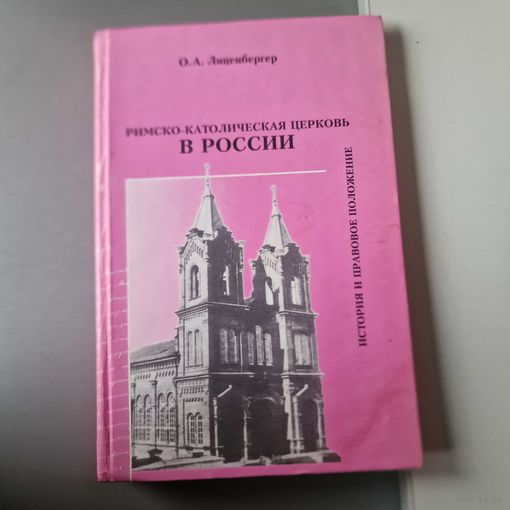 О.А. Лиценбергер
РИМСКО-КАТОЛИЧЕСКАЯ ЦЕРКОВЬ
В РОССИИ
ИСТОРИЯ И ПРАВОВОЕ ПОЛОЖЕНИЕ